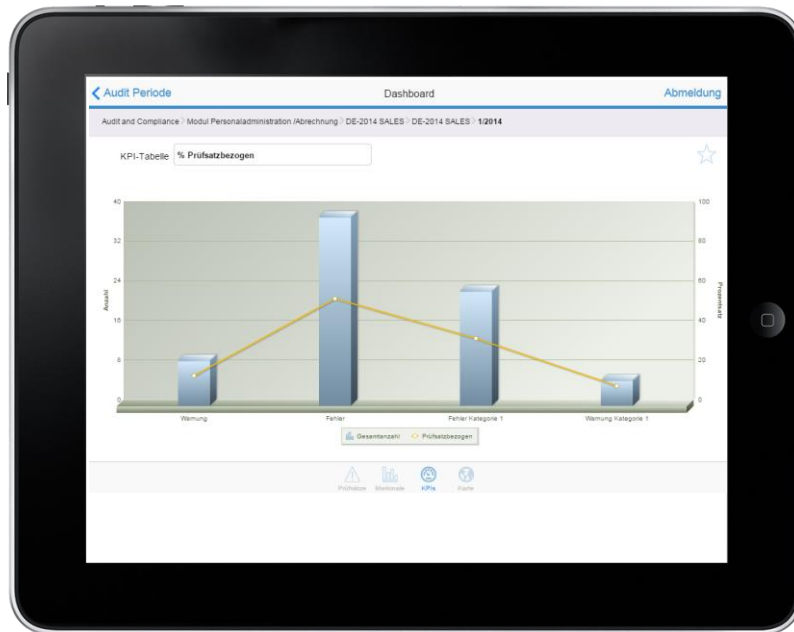 Audit Periode
Dashboard
Abmeldung
Audit and Compliance > Modul Personaladministration /Abrechnung > DE-2014 SALES > DE-2014 SALES > 1/2014
KPI-Tabelle
% Prüfsatzbezogen
40
32
24
16
8
0
Anzahl
100
80
60
40
20
0
Prozentsatz
Warnung
Fehler
Fehler Kategorie 1
Warnung Kategorie 1
Gesamtanzahl
Prüfsatzbezogen
Prüfsätze
Merkmale
KPIs
Karte